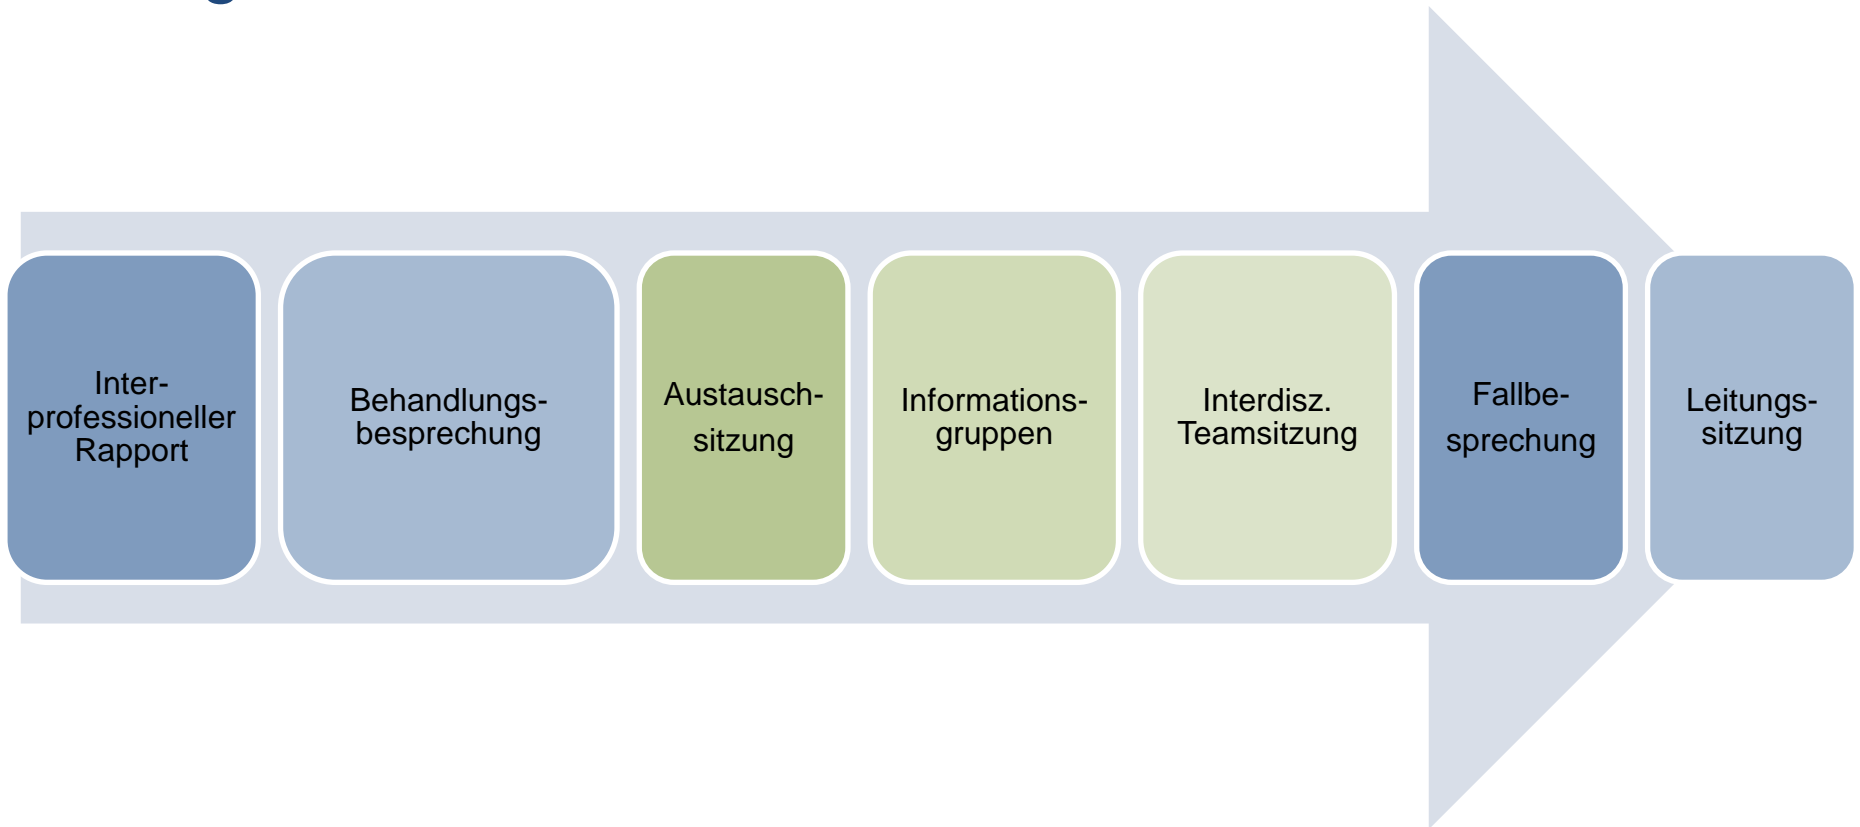 Inter-
professioneller
Rapport
Behandlungs-
besprechung
Austausch-
sitzung
Informations-
gruppen
Interdisz.
Teamsitzung
Fallbe-
sprechung
Leitungs-
sitzung